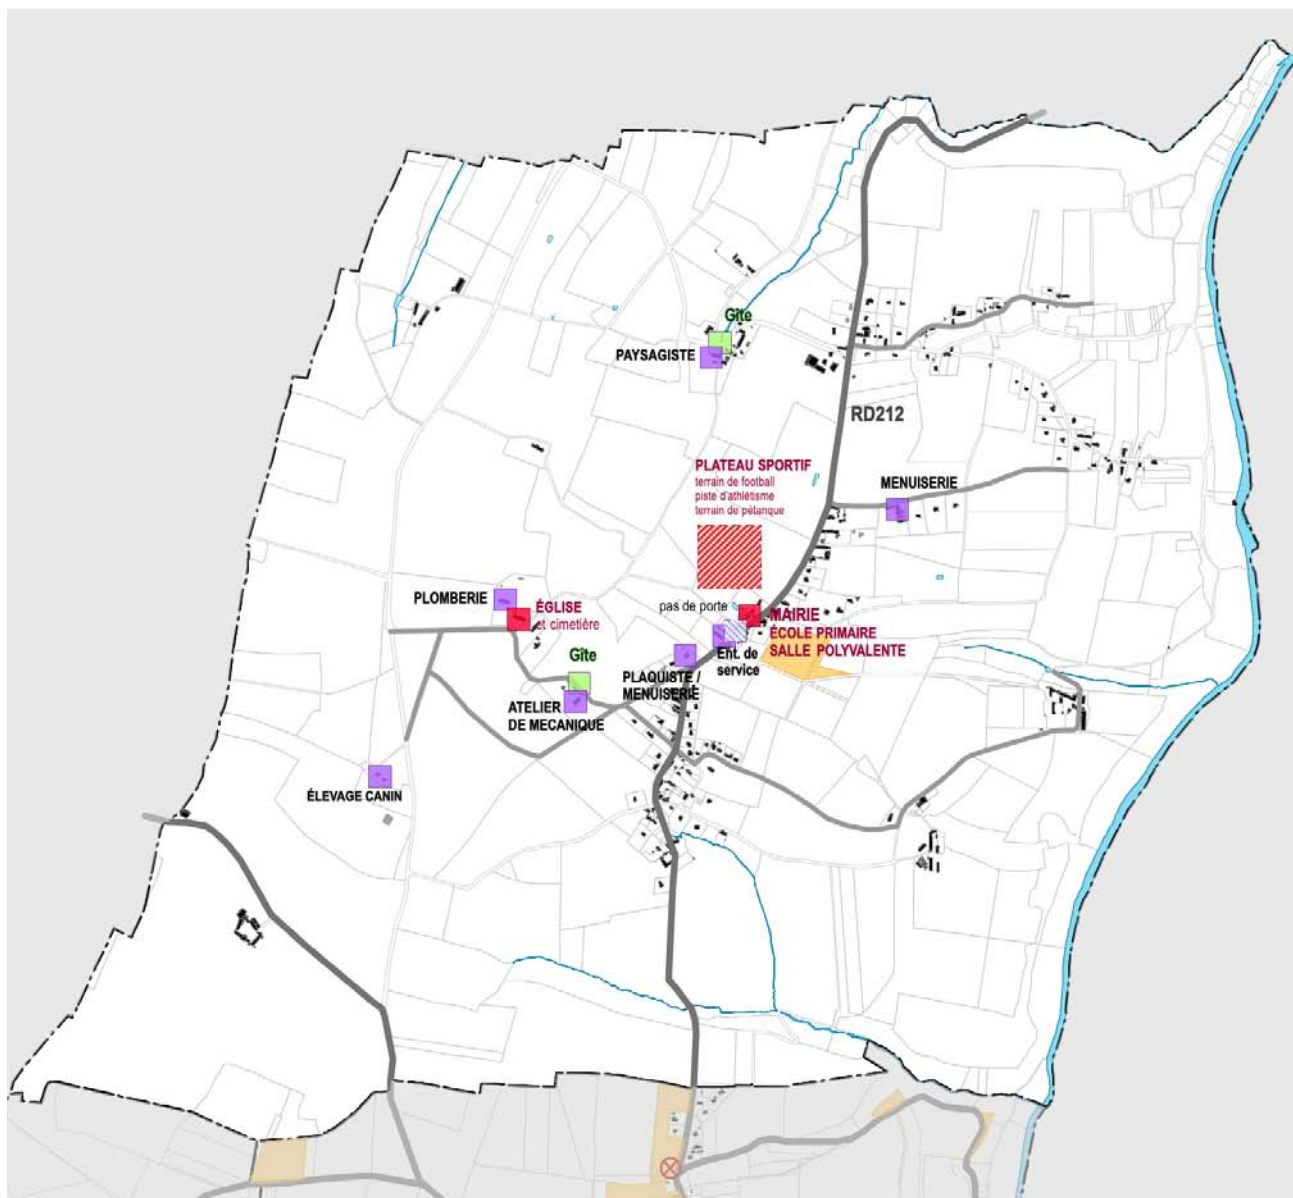 Gîte
PAYSAGISTE
RD212
PLATEAU SPORTIF
terrain de football
piste d'athlétisme
terrain de pétanque
MENUISERIE
PLOMBERIE
ÉGLISE
et cimetière
pas de porte
MAIRIE
ÉCOLE PRIMAIRE
SALLE POLYVALENTE
Ent. de
service
Gîte
PLAQUISTE /
MENUISERIE
ATELIER
DE MECANIQUE
ÉLEVAGE CANIN